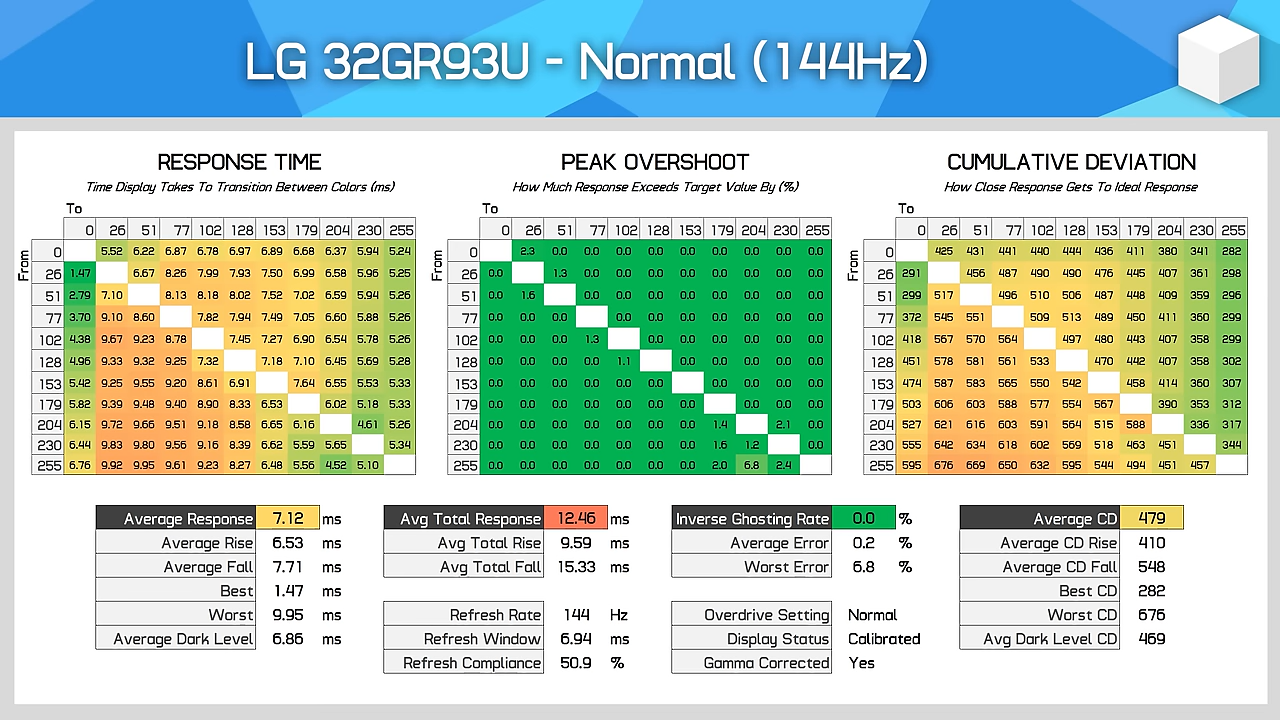 LG 32GR93U - Normal (144Hz)
RESPONSE TIME
Time Display Takes To Transition Between Colors (ms)
To
From
0 26 51 77 102 128 153 179 204 230 255
0 5.52 6.22 6.87 6.78 6.97 6.89 6.68 6.37 5.94 5.24
26 1.47 6.67 8.26 7.99 7.93 7.50 6.99 6.58 5.96 5.25
51 2.79 7.10 8.13 8.18 8.02 7.52 7.02 6.59 5.94 5.26
77 3.70 9.10 8.60 7.82 7.94 7.49 7.05 6.60 5.88 5.26
102 4.38 9.67 9.23 8.78 7.45 7.27 6.90 6.54 5.78 5.26
128 4.96 9.33 9.32 9.25 7.32 7.18 7.10 6.45 5.69 5.28
153 5.42 9.25 9.55 9.20 8.61 6.91 7.64 6.55 5.53 5.33
179 5.82 9.39 9.48 9.40 8.90 8.33 6.53 6.02 5.18 5.33
204 6.15 9.72 9.66 9.51 9.18 8.58 6.65 6.16 4.61 5.26
230 6.44 9.83 9.80 9.56 9.16 8.39 6.62 5.59 5.65 5.34
255 6.76 9.92 9.95 9.61 9.23 8.27 6.48 5.56 4.52 5.10
PEAK OVERSHOOT
How Much Response Exceeds Target Value By (%)
To
From
0 26 51 77 102 128 153 179 204 230 255
0 2.3 0.0 0.0 0.0 0.0 0.0 0.0 0.0 0.0 0.0
26 0.0 1.3 0.0 0.0 0.0 0.0 0.0 0.0 0.0 0.0
51 0.0 1.6 0.0 0.0 0.0 0.0 0.0 0.0 0.0 0.0
77 0.0 0.0 0.0 0.0 0.0 0.0 0.0 0.0 0.0 0.0
102 0.0 0.0 0.0 1.3 0.0 0.0 0.0 0.0 0.0 0.0
128 0.0 0.0 0.0 0.0 1.1 0.0 0.0 0.0 0.0 0.0
153 0.0 0.0 0.0 0.0 0.0 0.0 0.0 0.0 0.0 0.0
179 0.0 0.0 0.0 0.0 0.0 0.0 0.0 0.0 0.0 0.0
204 0.0 0.0 0.0 0.0 0.0 0.0 0.0 1.4 2.1 0.0
230 0.0 0.0 0.0 0.0 0.0 0.0 0.0 1.6 1.2 0.0
255 0.0 0.0 0.0 0.0 0.0 0.0 0.0 2.0 6.8 2.4
CUMULATIVE DEVIATION
How Close Response Gets To Ideal Response
To
From
0 26 51 77 102 128 153 179 204 230 255
0 425 431 441 440 444 436 411 380 341 282
26 291 456 487 490 490 476 445 407 361 298
51 299 517 496 510 506 487 448 409 359 296
77 372 545 551 509 513 489 450 411 360 299
102 418 567 570 564 497 480 443 407 358 299
128 451 578 581 561 533 470 442 407 358 302
153 474 587 583 565 550 542 458 414 360 307
179 503 606 603 588 577 554 567 390 353 312
204 527 621 616 603 591 564 515 588 336 317
230 555 642 634 618 602 569 518 463 451 344
255 595 676 669 650 632 595 544 494 451 457
Average Response 7.12 ms
Average Rise 6.53 ms
Average Fall 7.71 ms
Best 1.47 ms
Worst 9.95 ms
Average Dark Level 6.86 ms
Avg Total Response 12.46 ms
Avg Total Rise 9.59 ms
Avg Total Fall 15.33 ms
Refresh Rate 144 Hz
Refresh Window 6.94 ms
Refresh Compliance 50.9 %
Inverse Ghosting Rate 0.0 %
Average Error 0.2 %
Worst Error 6.8 %
Overdrive Setting Normal
Display Status Calibrated
Gamma Corrected Yes
Average CD 479
Average CD Rise 410
Average CD Fall 548
Best CD 282
Worst CD 676
Avg Dark Level CD 469